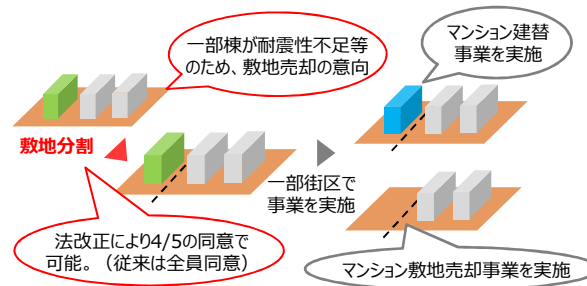 一部棟が耐震性不足等
のため、敷地売却の意向
マンション建替
事業を実施
敷地分割
一部街区で
事業を実施
法改正により4/5の同意で
可能。（従来は全員同意）
マンション敷地売却事業を実施